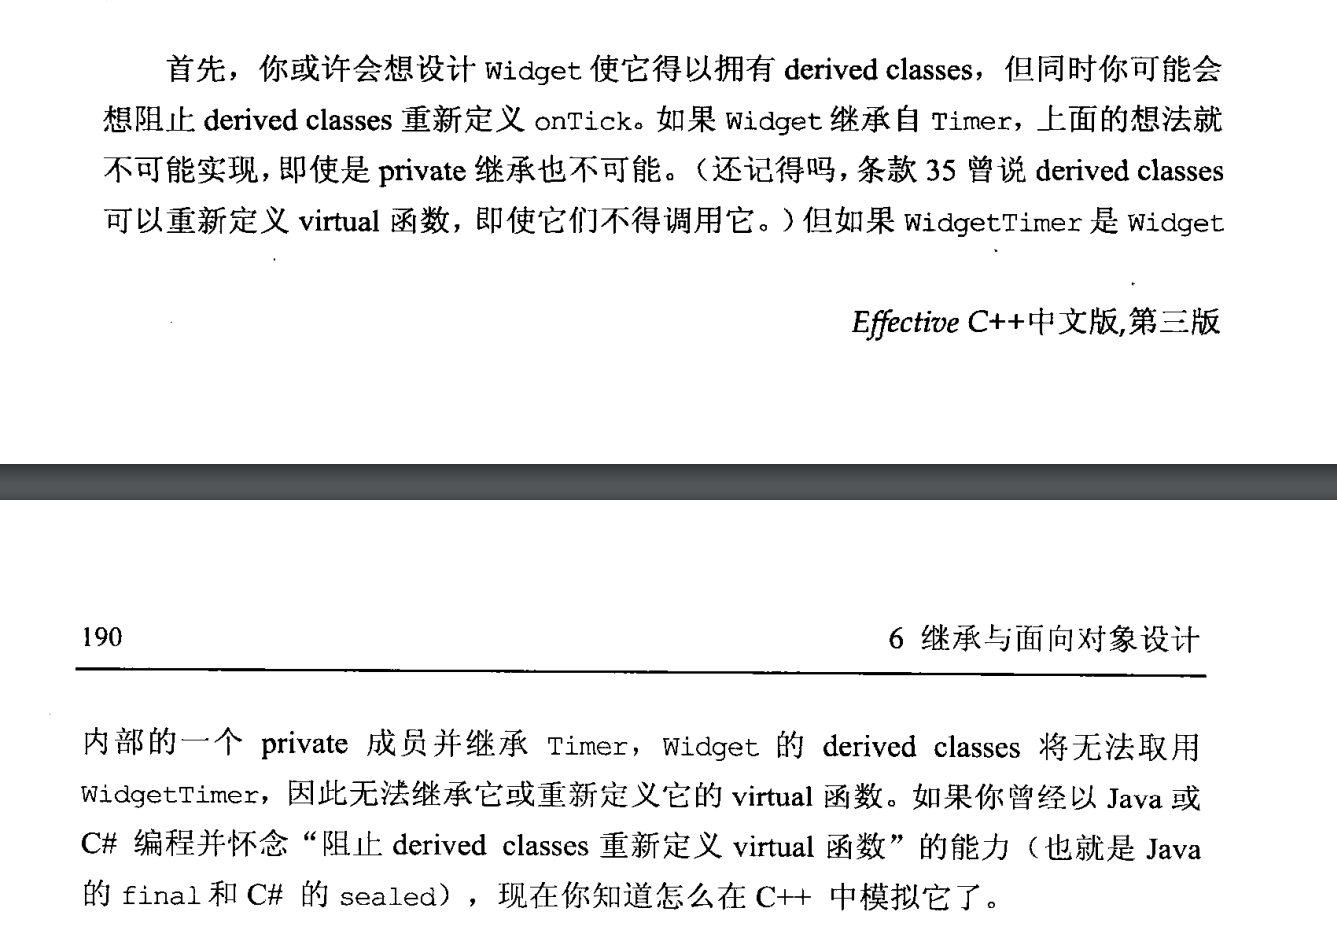 首先，你或许会想设计 Widget 使它得以拥有 derived classes，但同时你可能会
想阻止 derived classes 重新定义 onTick。如果 Widget 继承自 Timer，上面的想法就
不可能实现，即使是 private 继承也不可能。（还记得吗，条款 35 曾说 derived classes
可以重新定义 virtual 函数，即使它们不得调用它。）但如果 WidgetTimer 是 Widget
Effective C++中文版,第三版
190
6 继承与面向对象设计
内部的一个 private 成员并继承 Timer，Widget 的 derived classes 将无法取用
WidgetTimer，因此无法继承它或重新定义它的 virtual 函数。如果你曾经以 Java 或
C# 编程并怀念“阻止 derived classes 重新定义 virtual 函数”的能力（也就是 Java
的 final 和 C# 的 sealed），现在你知道怎么在 C++ 中模拟它了。